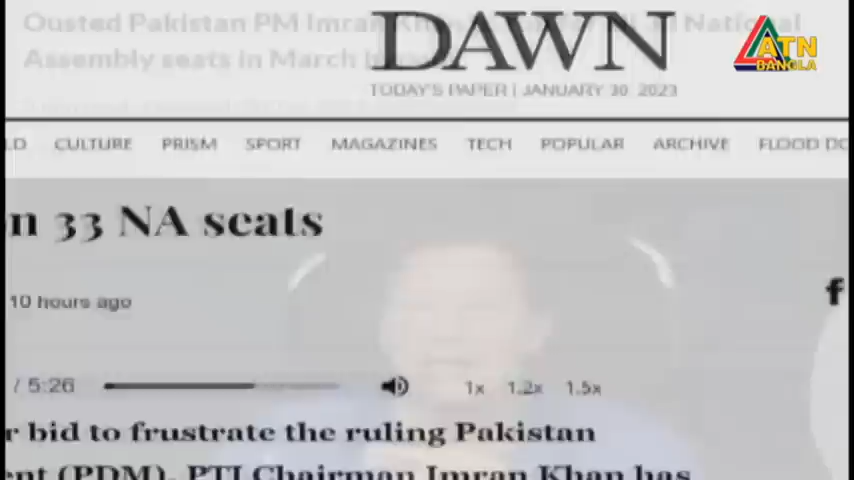 Ousted Pakistan PM Imran Khan National
Assembly seats in March
DAWN
TODAY'S PAPER | JANUARY 30, 2023
ATN
BANGLA
LD CULTURE PRISM SPORT MAGAZINES TECH POPULAR ARCHIVE FLOOD DO
n 33 NA seats
10 hours ago
f
/ 5:26 1x 1.2x 1.5x
r bid to frustrate the ruling Pakistan
ent (PDM), PTI Chairman Imran Khan has